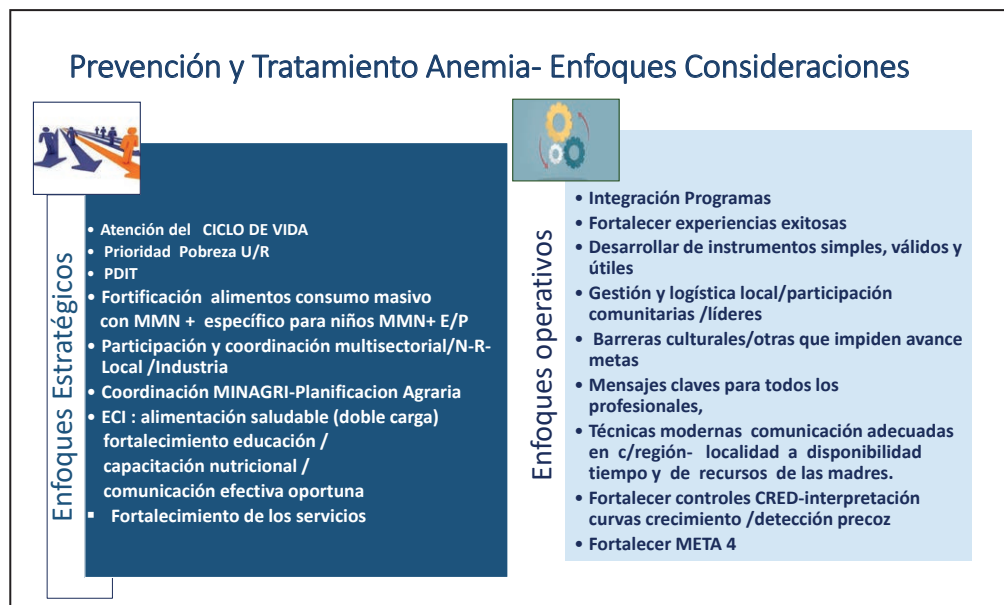 Prevención y Tratamiento Anemia- Enfoques Consideraciones
Enfoques Estratégicos
• Atención del CICLO DE VIDA
• Prioridad Pobreza U/R
• PDIT
• Fortificación alimentos consumo masivo
con MMN + específico para niños MMN+ E/P
• Participación y coordinación multisectorial/N-R-
Local /Industria
• Coordinación MINAGRI-Planificacion Agraria
• ECI : alimentación saludable (doble carga)
fortalecimiento educación /
capacitación nutricional /
comunicación efectiva oportuna
▪ Fortalecimiento de los servicios
Enfoques operativos
• Integración Programas
• Fortalecer experiencias exitosas
• Desarrollar de instrumentos simples, válidos y
útiles
• Gestión y logística local/participación
comunitarias /líderes
• Barreras culturales/otras que impiden avance
metas
• Mensajes claves para todos los
profesionales,
• Técnicas modernas comunicación adecuadas
en c/región- localidad a disponibilidad
tiempo y de recursos de las madres.
• Fortalecer controles CRED-interpretación
curvas crecimiento /detección precoz
• Fortalecer META 4